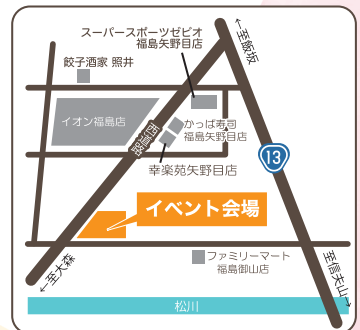 スーパースポーツゼビオ
福島矢野目店
←至飯坂
餃子酒家 照井
イオン福島店
西道路
かっぱ寿司
福島矢野目店
13
幸楽苑矢野目店
イベント会場
←至大森
ファミリーマート
福島御山店
至信夫山→
松川